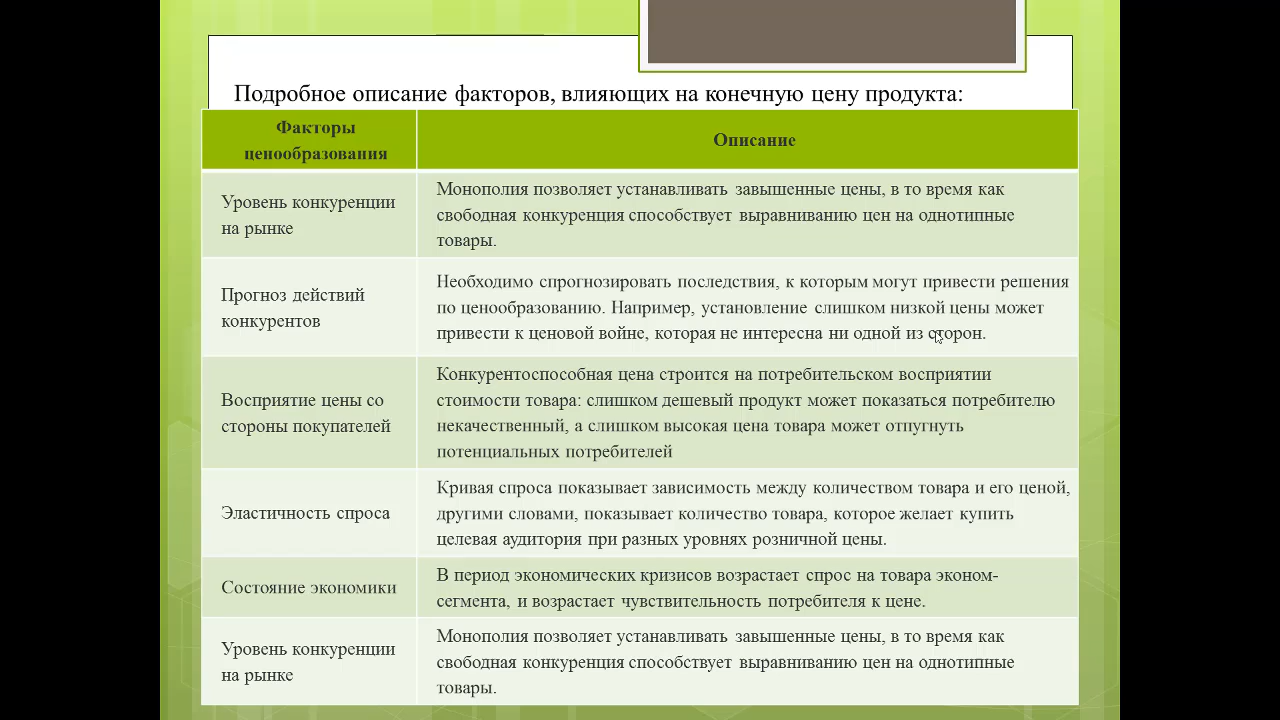 Подробное описание факторов, влияющих на конечную цену продукта:
Факторы
ценообразования
Описание
Уровень конкуренции
на рынке
Монополия позволяет устанавливать завышенные цены, в то время как
свободная конкуренция способствует выравниванию цен на однотипные
товары.
Прогноз действий
конкурентов
Необходимо спрогнозировать последствия, к которым могут привести решения
по ценообразованию. Например, установление слишком низкой цены может
привести к ценовой войне, которая не интересна ни одной из сторон.
Восприятие цены со
стороны покупателей
Конкурентоспособная цена строится на потребительском восприятии
стоимости товара: слишком дешевый продукт может показаться потребителю
некачественный, а слишком высокая цена товара может отпугнуть
потенциальных потребителей
Эластичность спроса
Кривая спроса показывает зависимость между количеством товара и его ценой,
другими словами, показывает количество товара, которое желает купить
целевая аудитория при разных уровнях розничной цены.
Состояние экономики
В период экономических кризисов возрастает спрос на товара эконом-
сегмента, и возрастает чувствительность потребителя к цене.
Уровень конкуренции
на рынке
Монополия позволяет устанавливать завышенные цены, в то время как
свободная конкуренция способствует выравниванию цен на однотипные
товары.